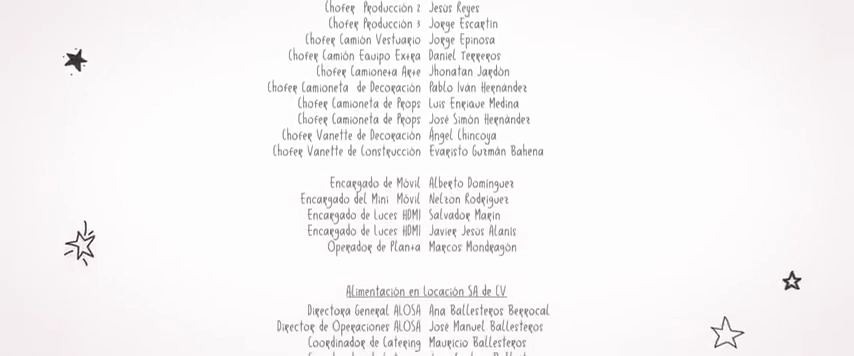 Chofer Producción 2 Jesús Reyes
Chofer Producción 3 Jorge Escartin
Chofer Camión Vestuario Jorge Epinosa
Chofer Camión Equipo Extra Daniel Terreros
Chofer Camioneta Arte Jhonatan Jardón
Chofer Camioneta de Decoración Pablo Iván Hernández
Chofer Camioneta de Props Luis Enrique Medina
Chofer Camioneta de Props José Simón Hernández
Chofer Vanette de Decoración Ángel Chincoya
Chofer Vanette de Construcción Evaristo Guzmán Bahena
Encargado de Móvil Alberto Domínguez
Encargado del Mini Móvil Nelzon Rodríguez
Encargado de Luces HDMI Salvador Marin
Encargado de Luces HDMI Javier Jesús Alanis
Operador de Planta Marcos Mondragón
Alimentación en Locación SA de CV
Directora General ALOSA Ana Ballesteros Berrocal
Director de Operaciones ALOSA José Manuel Ballesteros
Coordinador de Catering Mauricio Ballesteros